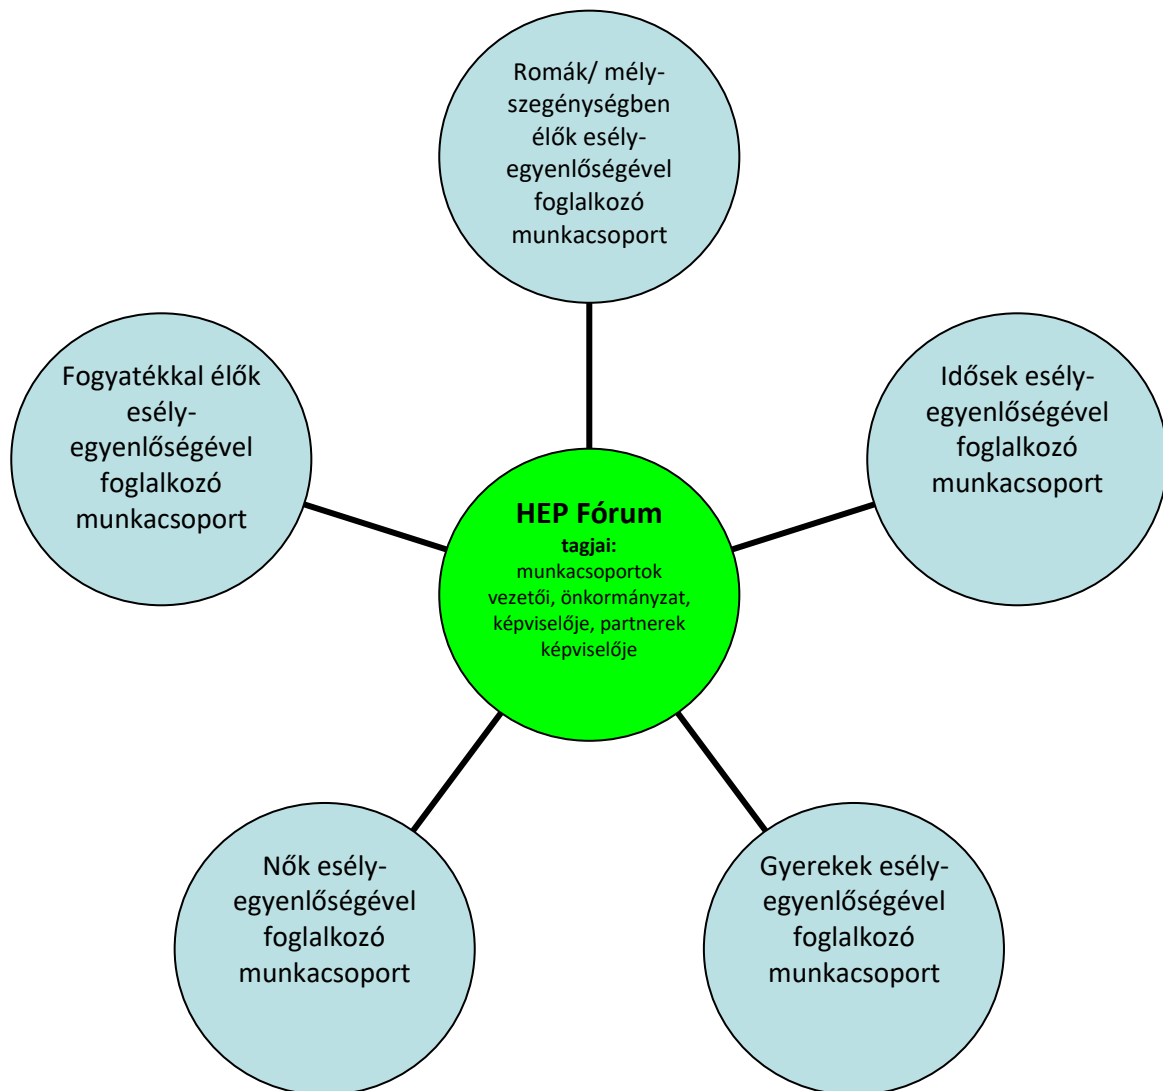 Romák/ mély-
szegénységben
élők esély-
egyenlőségével
foglalkozó
munkacsoport
Fogyatékkal élők
esély-
egyenlőségével
foglalkozó
munkacsoport
Idősek esély-
egyenlőségével
foglalkozó
munkacsoport
HEP Fórum
tagjai:
munkacsoportok
vezetői, önkormányzat,
képviselője, partnerek
képviselője
Nők esély-
egyenlőségével
foglalkozó
munkacsoport
Gyerekek esély-
egyenlőségével
foglalkozó
munkacsoport